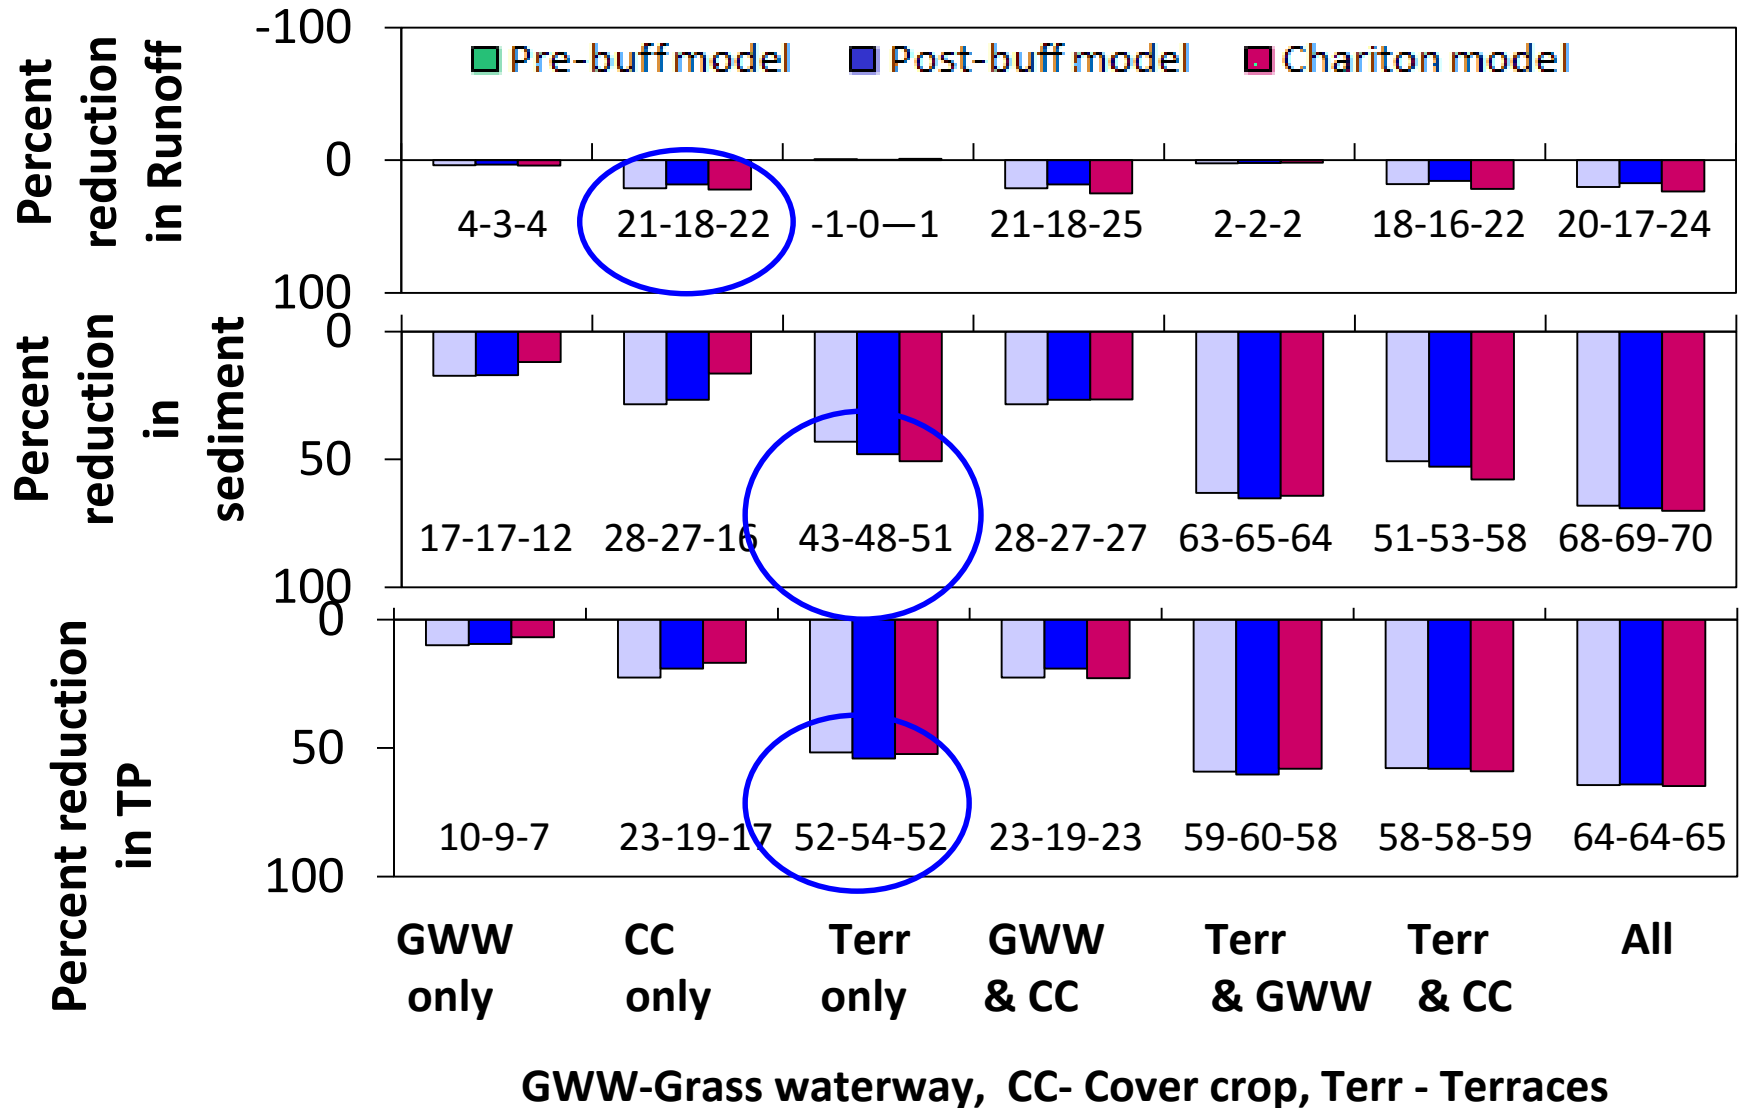 Percent
reduction
in Runoff
-100
0
100
Pre-buff model
Post-buff model
Chariton model
4-3-4
21-18-22
-1-0—1
21-18-25
2-2-2
18-16-22
20-17-24
Percent
reduction
in
sediment
0
50
100
17-17-12
28-27-16
43-48-51
28-27-27
63-65-64
51-53-58
68-69-70
Percent reduction
in TP
0
50
100
10-9-7
23-19-17
52-54-52
23-19-23
59-60-58
58-58-59
64-64-65
GWW
only
CC
only
Terr
only
GWW
& CC
Terr
& GWW
Terr
& CC
All
GWW-Grass waterway, CC- Cover crop, Terr - Terraces